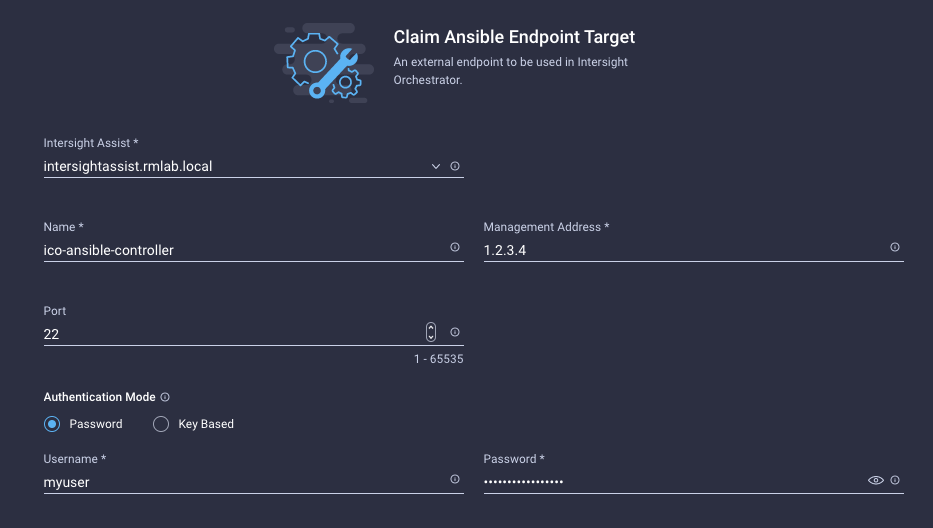 Claim Ansible Endpoint Target
An external endpoint to be used in Intersight
Orchestrator.
Intersight Assist *
intersightassist.rmlab.local
Name *
ico-ansible-controller
Management Address *
1.2.3.4
Port
22
1 - 65535
Authentication Mode
Password
Key Based
Username *
myuser
Password *
•••••••••••••••••